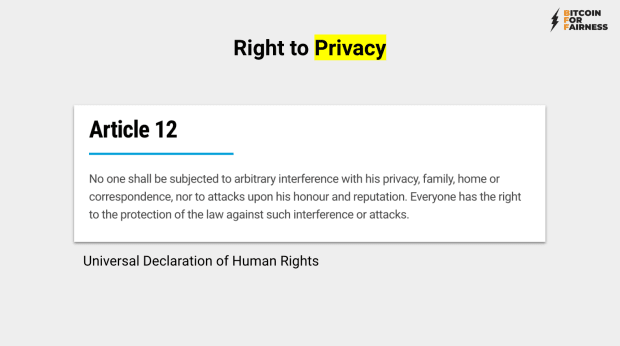 BITCOIN
FOR
FAIRNESS
Right to Privacy
Article 12
No one shall be subjected to arbitrary interference with his privacy, family, home or
correspondence, nor to attacks upon his honour and reputation. Everyone has the right
to the protection of the law against such interference or attacks.
Universal Declaration of Human Rights